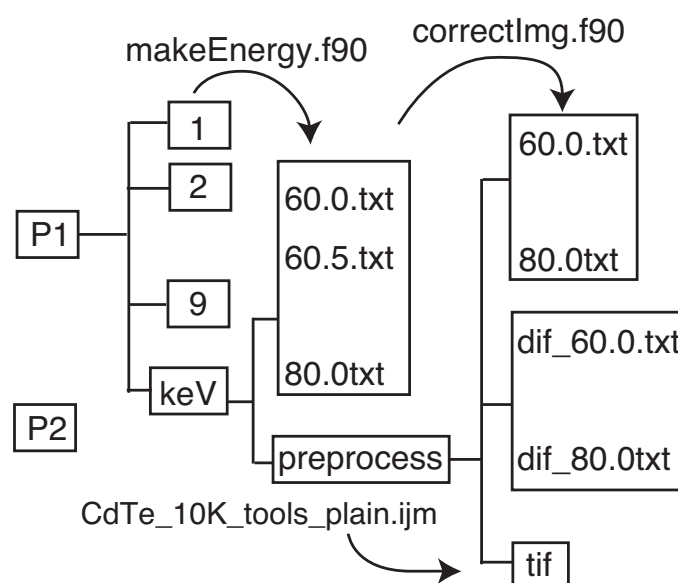 makeEnergy.f90
correctImg.f90
1
2
P1
9
keV
P2
60.0.txt
60.5.txt
80.0txt
preprocess
60.0.txt
80.0txt
dif_60.0.txt
dif_80.0txt
CdTe_10K_tools_plain.ijm
tif